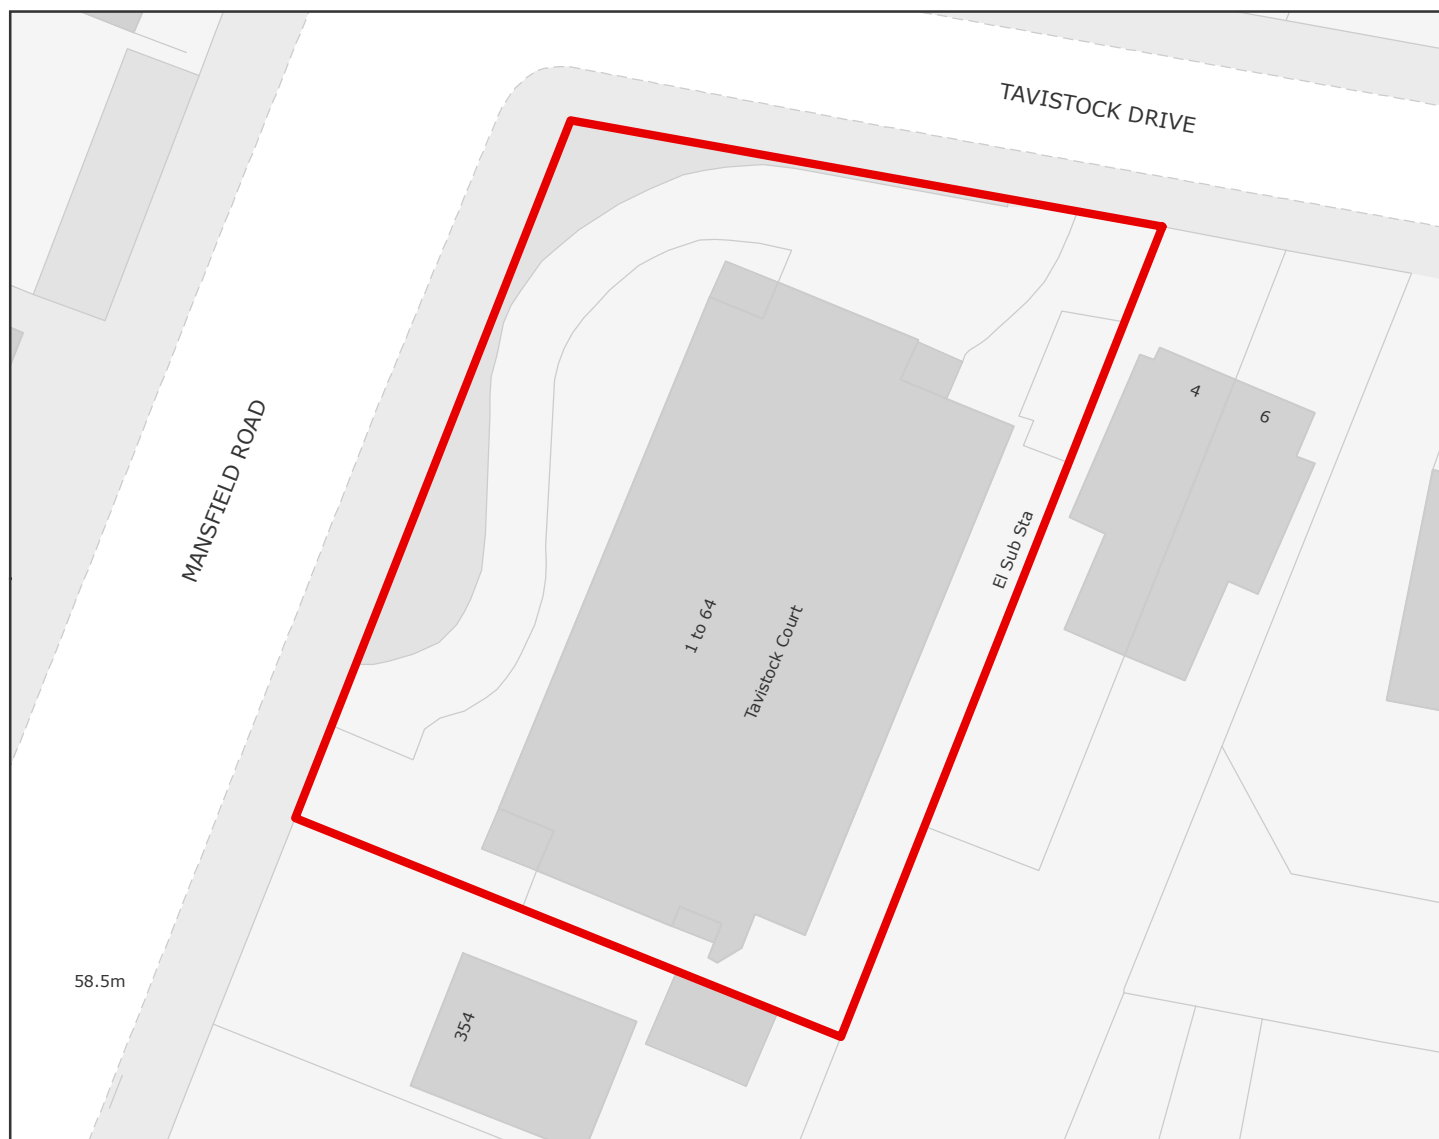 TAVISTOCK DRIVE
MANSFIELD ROAD
4
6
El Sub Sta
1 to 64
Tavistock Court
58.5m
354